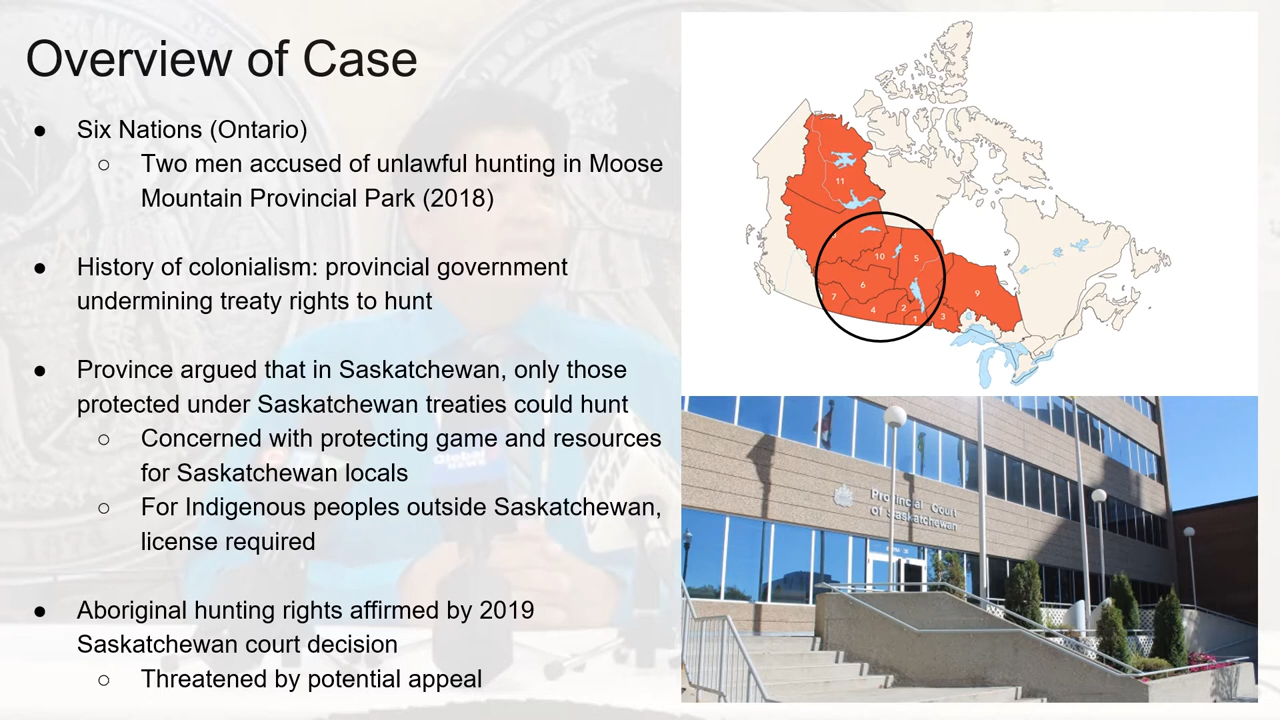 Overview of Case
● Six Nations (Ontario)
○ Two men accused of unlawful hunting in Moose
Mountain Provincial Park (2018)
● History of colonialism: provincial government
undermining treaty rights to hunt
● Province argued that in Saskatchewan, only those
protected under Saskatchewan treaties could hunt
○ Concerned with protecting game and resources
for Saskatchewan locals
○ For Indigenous peoples outside Saskatchewan,
license required
● Aboriginal hunting rights affirmed by 2019
Saskatchewan court decision
○ Threatened by potential appeal
11
10 5
6
9
7
4 2
1 3
Provincial Court
of Saskatchewan
Global
NEWS